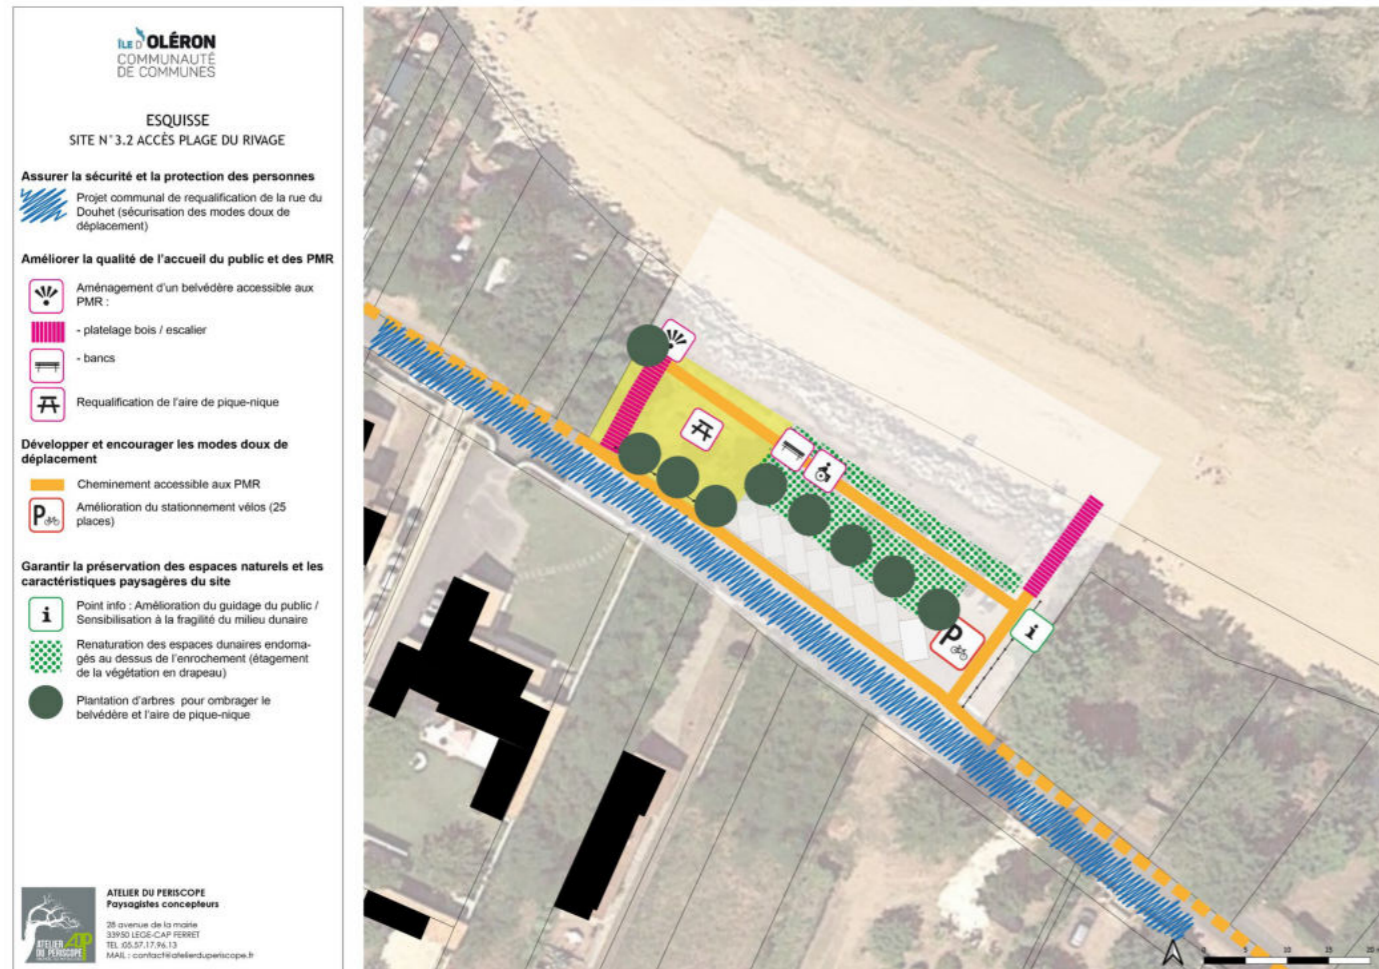 ÎLE D'OLÉRON
COMMUNAUTÉ
DE COMMUNES
ESQUISSE
SITE N°3.2 ACCÈS PLAGE DU RIVAGE
Assurer la sécurité et la protection des personnes
Projet communal de requalification de la rue du
Douhet (sécurisation des modes doux de
déplacement)
Améliorer la qualité de l'accueil du public et des PMR
Aménagement d'un belvédère accessible aux
PMR :
- platelage bois / escalier
- bancs
Requalification de l'aire de pique-nique
Développer et encourager les modes doux de
déplacement
Cheminement accessible aux PMR
P
Amélioration du stationnement vélos (25
places)
Garantir la préservation des espaces naturels et les
caractéristiques paysagères du site
i
Point info : Amélioration du guidage du public /
Sensibilisation à la fragilité du milieu dunaire
Renaturation des espaces dunaires endoma-
gés au dessus de l'enrochement (étagement
de la végétation en drapeau)
Plantation d'arbres pour ombrager le
belvédère et l'aire de pique-nique
ATELIER DU PERISCOPE
Paysagistes concepteurs
28 avenue de la mairie
33950 LEGE-CAP FERRET
TEL :05.57.17.96.13
MAIL : contact@atelierduperiscope.fr
ATELIER
DU PERISCOPE
ADP
P
i
0 5 10 15 20